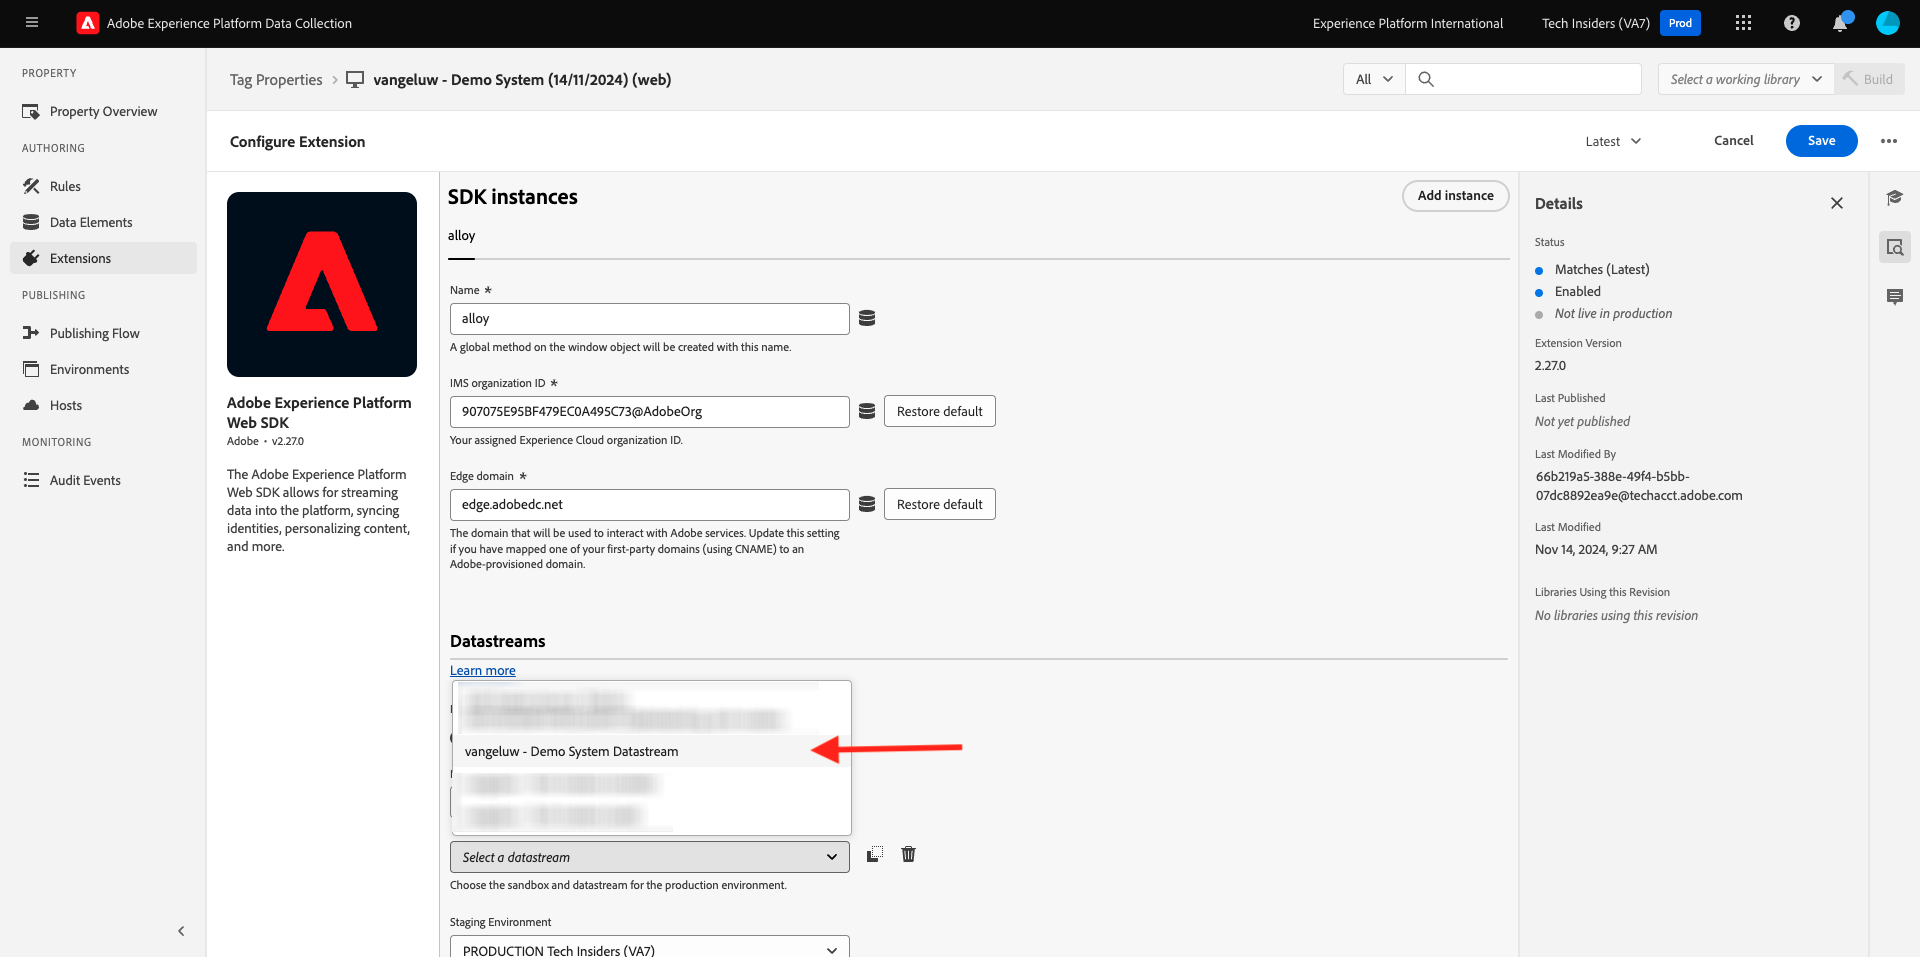 Adobe Experience Platform Data Collection
Experience Platform International
Tech Insiders (VA7)
Prod
PROPERTY
Property Overview
AUTHORING
Rules
Data Elements
Extensions
PUBLISHING
Publishing Flow
Environments
Hosts
MONITORING
Audit Events
Tag Properties
vangeluw - Demo System (14/11/2024) (web)
All
Select a working library
Build
Configure Extension
Latest
Cancel
Save
Adobe Experience Platform
Web SDK
Adobe • v2.27.0
The Adobe Experience Platform
Web SDK allows for streaming
data into the platform, syncing
identities, personalizing content,
and more.
SDK instances
Add instance
alloy
Name *
alloy
A global method on the window object will be created with this name.
IMS organization ID *
907075E95BF479EC0A495C73@AdobeOrg
Restore default
Your assigned Experience Cloud organization ID.
Edge domain *
edge.adobedc.net
Restore default
The domain that will be used to interact with Adobe services. Update this setting
if you have mapped one of your first-party domains (using CNAME) to an
Adobe-provisioned domain.
Datastreams
Learn more
vangeluw - Demo System Datastream
Select a datastream
Choose the sandbox and datastream for the production environment.
Staging Environment
PRODUCTION Tech Insiders (VA7)
Details
Status
Matches (Latest)
Enabled
Not live in production
Extension Version
2.27.0
Last Published
Not yet published
Last Modified By
66b219a5-388e-49f4-b5bb-
07dc8892ea9e@techacct.adobe.com
Last Modified
Nov 14, 2024, 9:27 AM
Libraries Using this Revision
No libraries using this revision